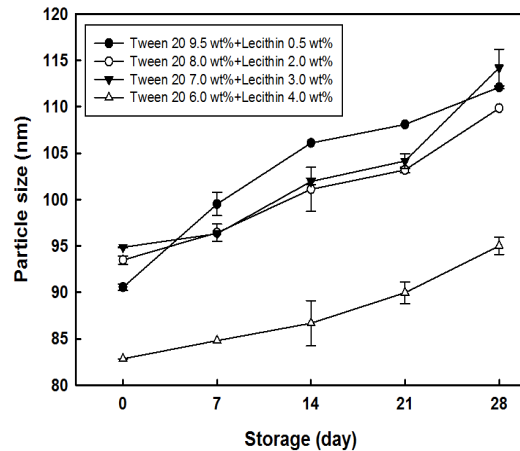 120
115
110
105
100
95
90
85
80
Particle size (nm)
Tween 20 9.5 wt%+Lecithin 0.5 wt%
Tween 20 8.0 wt%+Lecithin 2.0 wt%
Tween 20 7.0 wt%+Lecithin 3.0 wt%
Tween 20 6.0 wt%+Lecithin 4.0 wt%
0 7 14 21 28
Storage (day)